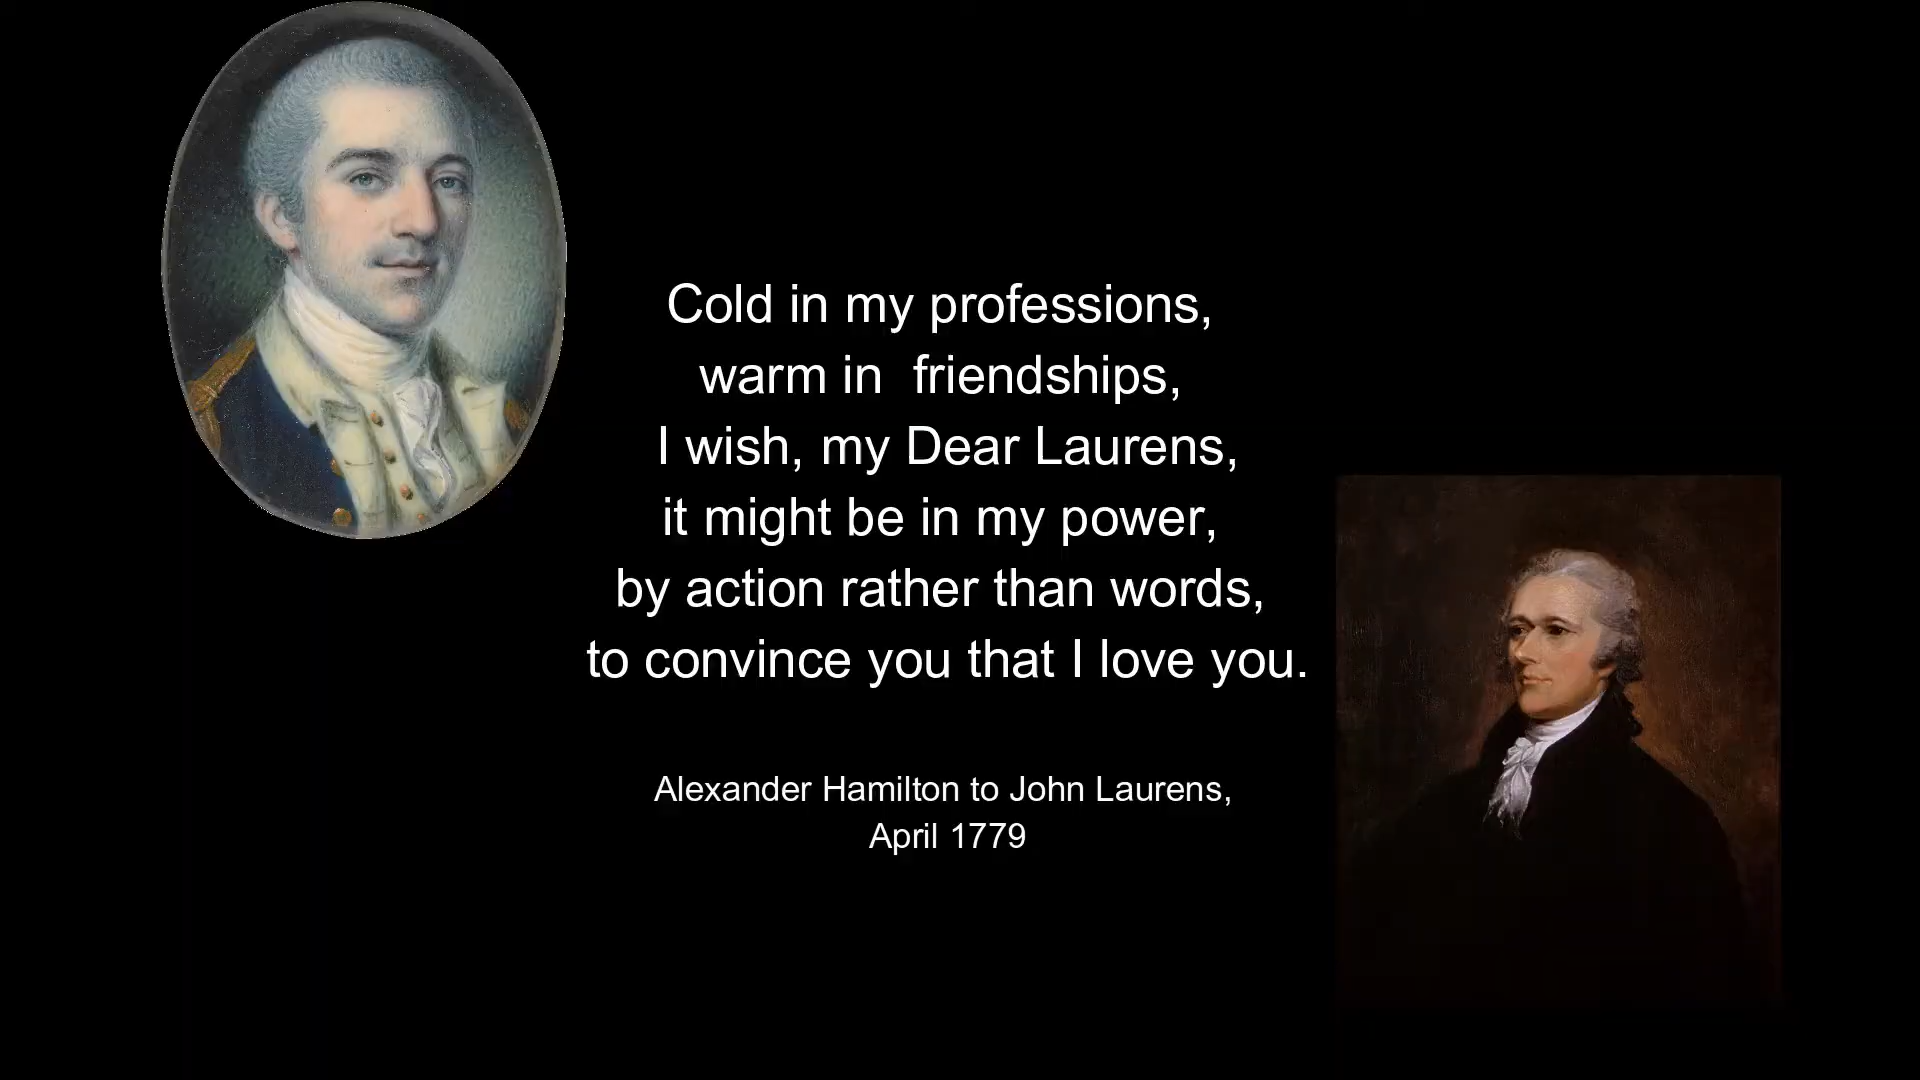 Cold in my professions,
warm in  friendships,
I wish, my Dear Laurens,
it might be in my power,
by action rather than words,
to convince you that I love you.
Alexander Hamilton to John Laurens,
April 1779